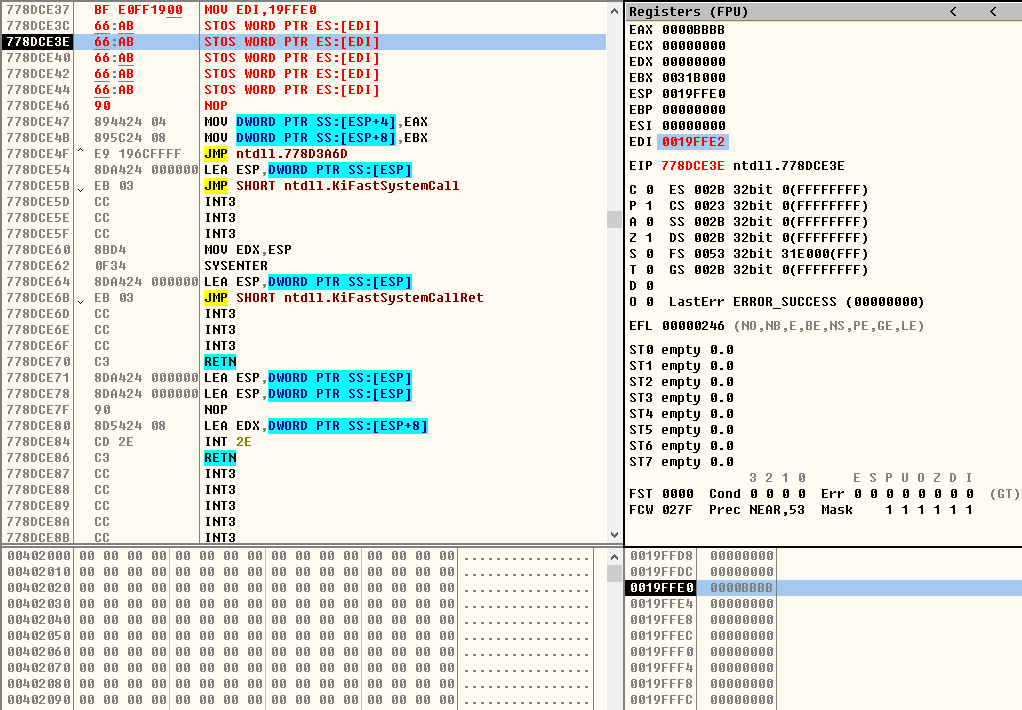 778DCE37 BF E0FF1900 MOV EDI,19FFE0
778DCE3C 66:AB STOS WORD PTR ES:[EDI]
778DCE3E 66:AB STOS WORD PTR ES:[EDI]
778DCE40 66:AB STOS WORD PTR ES:[EDI]
778DCE42 66:AB STOS WORD PTR ES:[EDI]
778DCE44 66:AB STOS WORD PTR ES:[EDI]
778DCE46 90 NOP
778DCE47 894424 04 MOV DWORD PTR SS:[ESP+4],EAX
778DCE4B 895C24 08 MOV DWORD PTR SS:[ESP+8],EBX
778DCE4F ^ E9 196CFFFF JMP ntdll.778D3A6D
778DCE54 8DA424 000000 LEA ESP,DWORD PTR SS:[ESP]
778DCE5B EB 03 JMP SHORT ntdll.KiFastSystemCall
778DCE5D CC INT3
778DCE5E CC INT3
778DCE5F CC INT3
778DCE60 8BD4 MOV EDX,ESP
778DCE62 0F34 SYSENTER
778DCE64 8DA424 000000 LEA ESP,DWORD PTR SS:[ESP]
778DCE6B EB 03 JMP SHORT ntdll.KiFastSystemCallRet
778DCE6D CC INT3
778DCE6E CC INT3
778DCE6F CC INT3
778DCE70 C3 RETN
778DCE71 8DA424 000000 LEA ESP,DWORD PTR SS:[ESP]
778DCE78 8DA424 000000 LEA ESP,DWORD PTR SS:[ESP]
778DCE7F 90 NOP
778DCE80 8D5424 08 LEA EDX,DWORD PTR SS:[ESP+8]
778DCE84 CD 2E INT 2E
778DCE86 C3 RETN
778DCE87 CC INT3
778DCE88 CC INT3
778DCE89 CC INT3
778DCE8A CC INT3
778DCE8B CC INT3
Registers (FPU) < <
EAX 0000BBBB
ECX 00000000
EDX 00000000
EBX 0031B000
ESP 0019FFE0
EBP 00000000
ESI 00000000
EDI 0019FFE2
EIP 778DCE3E ntdll.778DCE3E
C 0 ES 002B 32bit 0(FFFFFFFF)
P 1 CS 0023 32bit 0(FFFFFFFF)
A 0 SS 002B 32bit 0(FFFFFFFF)
Z 1 DS 002B 32bit 0(FFFFFFFF)
S 0 FS 0053 32bit 31E000(FFF)
T 0 GS 002B 32bit 0(FFFFFFFF)
D 0
O 0 LastErr ERROR_SUCCESS (00000000)
EFL 00000246 (NO,NB,E,BE,NS,PE,GE,LE)
ST0 empty 0.0
ST1 empty 0.0
ST2 empty 0.0
ST3 empty 0.0
ST4 empty 0.0
ST5 empty 0.0
ST6 empty 0.0
ST7 empty 0.0
3 2 1 0 E S P U O Z D I
FST 0000 Cond 0 0 0 0 Err 0 0 0 0 0 0 0 0 (GT)
FCW 027F Prec NEAR,53 Mask 1 1 1 1 1 1
00402000 00 00 00 00 00 00 00 00 00 00 00 00 00 00 00 00 ................
00402010 00 00 00 00 00 00 00 00 00 00 00 00 00 00 00 00 ................
00402020 00 00 00 00 00 00 00 00 00 00 00 00 00 00 00 00 ................
00402030 00 00 00 00 00 00 00 00 00 00 00 00 00 00 00 00 ................
00402040 00 00 00 00 00 00 00 00 00 00 00 00 00 00 00 00 ................
00402050 00 00 00 00 00 00 00 00 00 00 00 00 00 00 00 00 ................
00402060 00 00 00 00 00 00 00 00 00 00 00 00 00 00 00 00 ................
00402070 00 00 00 00 00 00 00 00 00 00 00 00 00 00 00 00 ................
00402080 00 00 00 00 00 00 00 00 00 00 00 00 00 00 00 00 ................
00402090 00 00 00 00 00 00 00 00 00 00 00 00 00 00 00 00 ................
0019FFD8 00000000
0019FFDC 00000000
0019FFE0 0000BBBB
0019FFE4 00000000
0019FFE8 00000000
0019FFEC 00000000
0019FFF0 00000000
0019FFF4 00000000
0019FFF8 00000000
0019FFFC 00000000